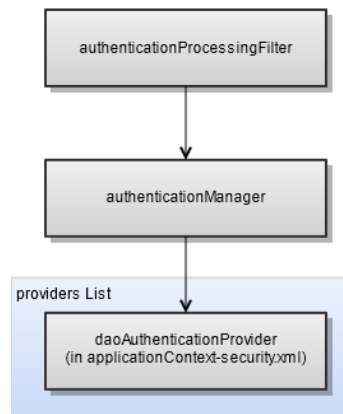 authenticationProcessingFilter
authenticationManager
providers List
daoAuthenticationProvider
(in applicationContext-security.xml)